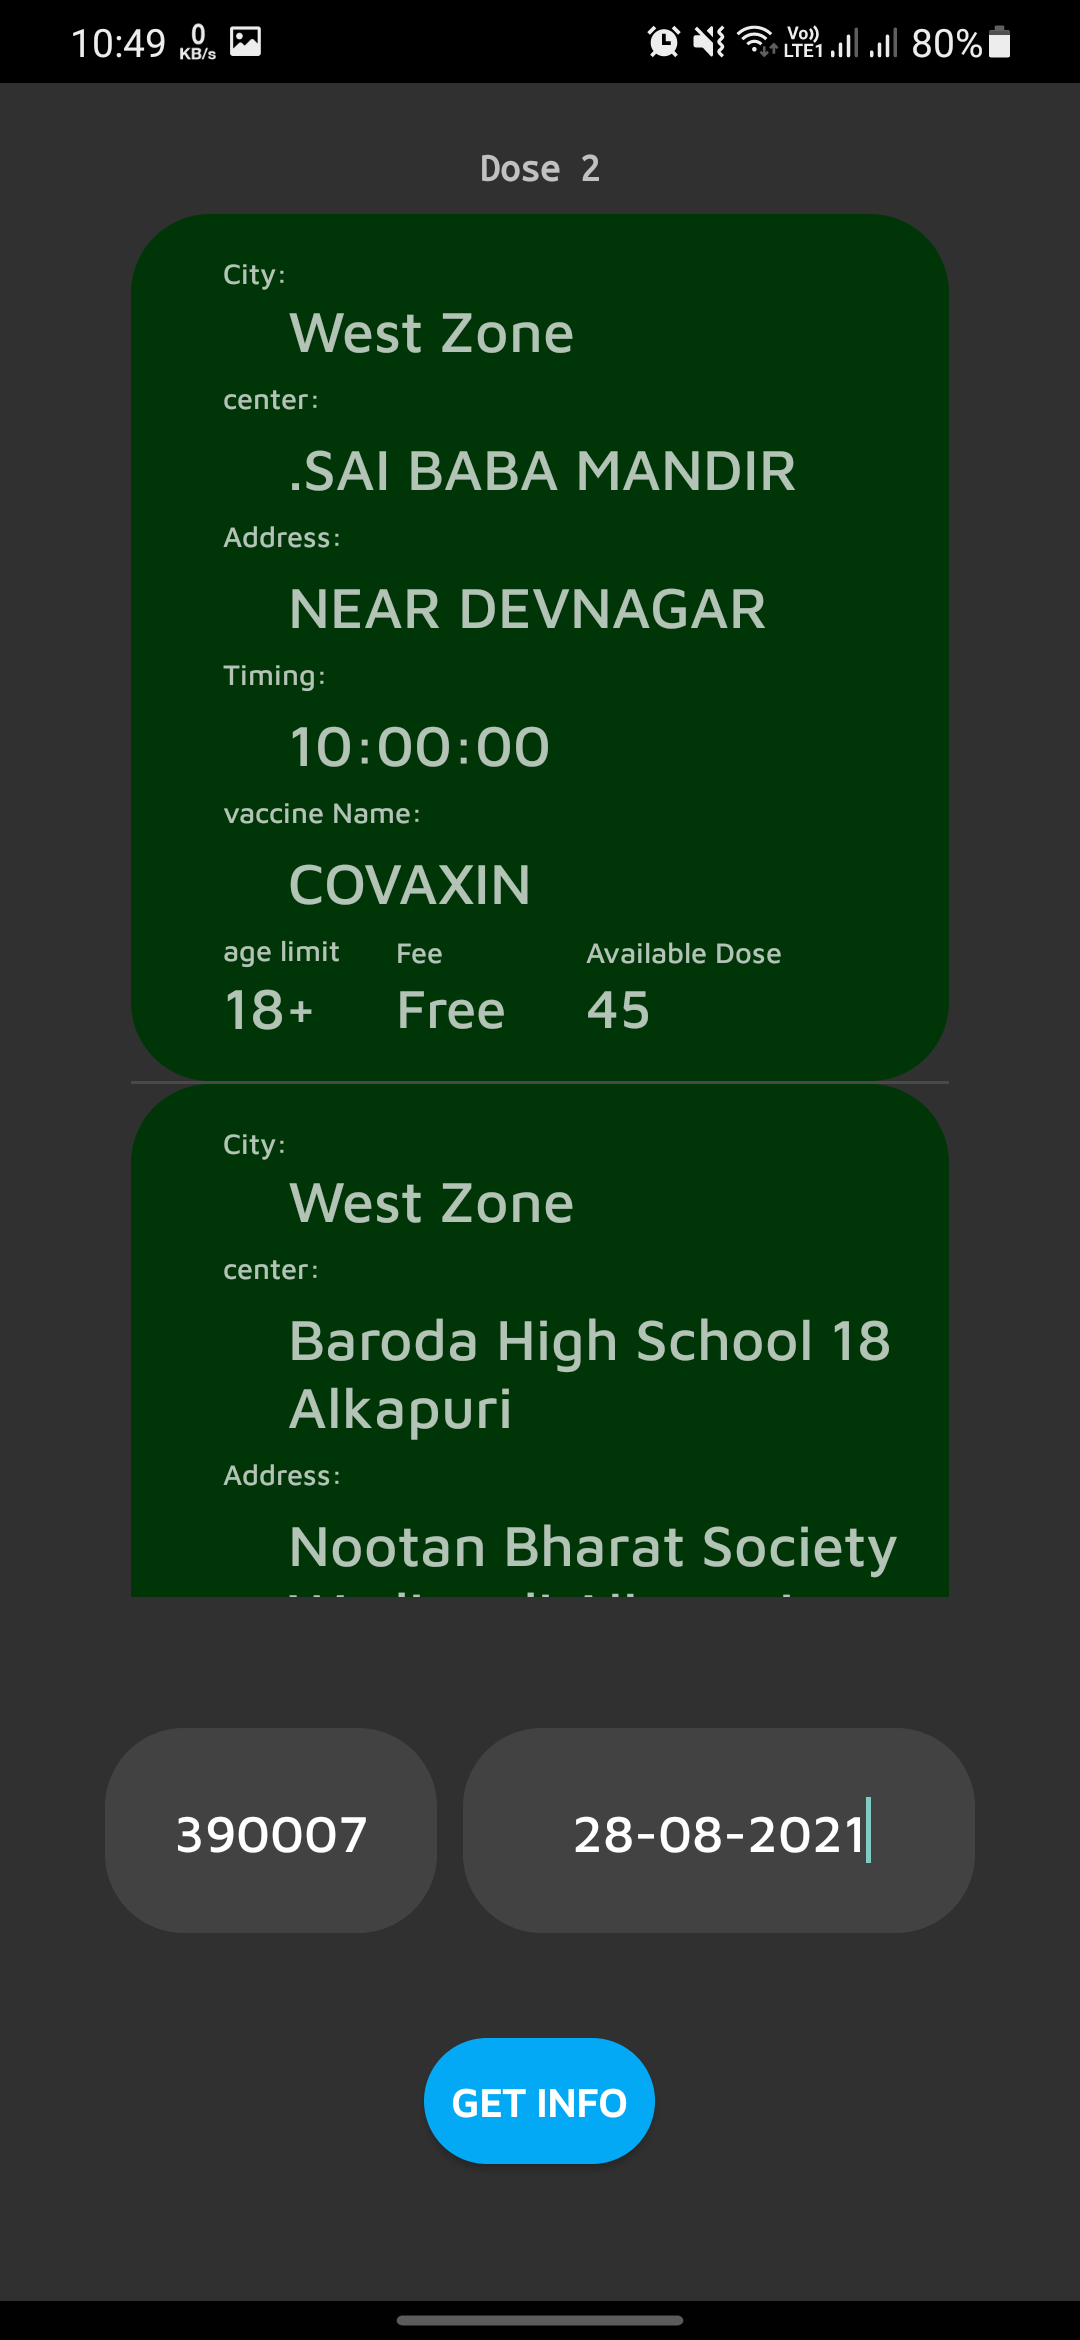 10:49 0 KB/s Vo)) LTE1 80%
Dose 2
City:
West Zone
center:
.SAI BABA MANDIR
Address:
NEAR DEVNAGAR
Timing:
10:00:00
vaccine Name:
COVAXIN
age limit Fee Available Dose
18+ Free 45
City:
West Zone
center:
Baroda High School 18
Alkapuri
Address:
Nootan Bharat Society
390007 28-08-2021
GET INFO